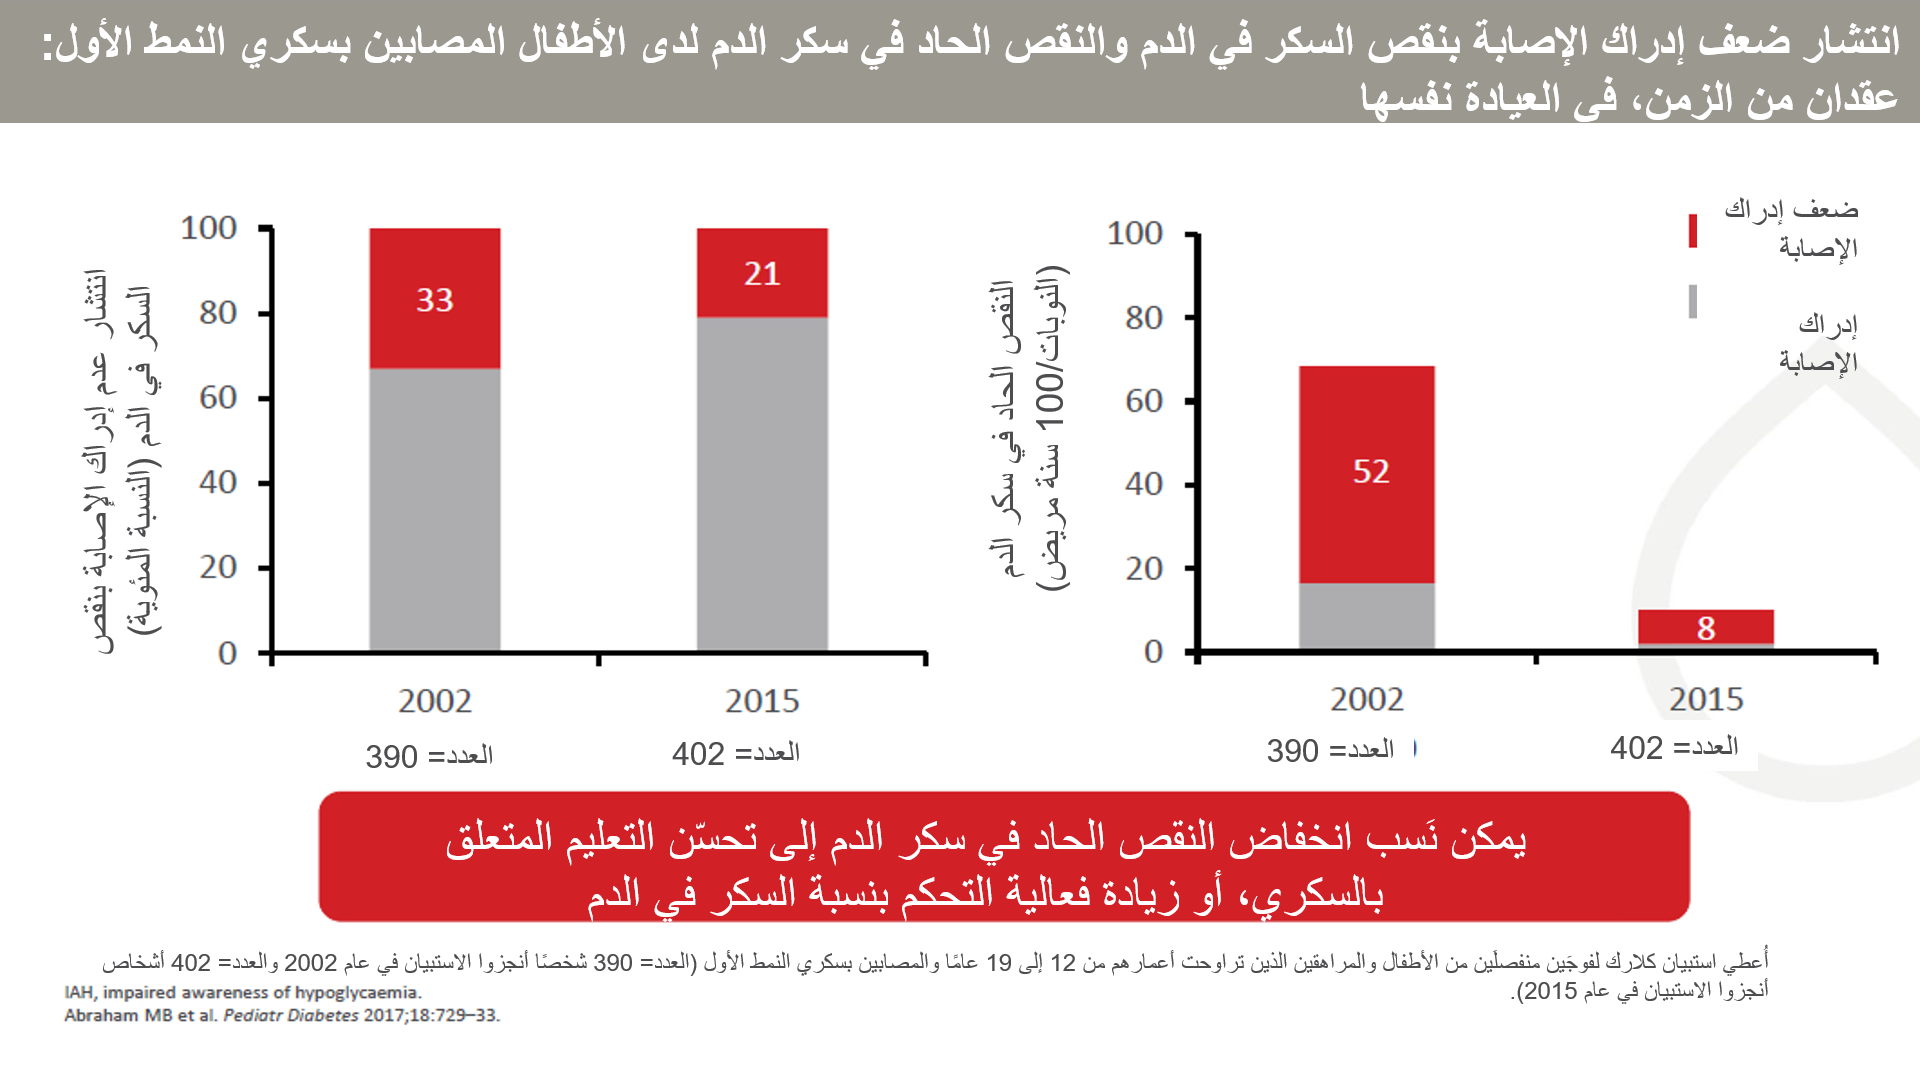 انتشار ضعف إدراك الإصابة بنقص السكر في الدم والنقص الحاد في سكر الدم لدى الأطفال المصابين بسكري النمط الأول:
عقدان من الزمن، في العيادة نفسها
انتشار عدم إدراك الإصابة بنقص
السكر في الدم (النسبة المئوية)
100
80
60
40
20
0
33
21
2002
2015
العدد= 390
العدد= 402
النقص الحاد في سكر الدم
(النوبات/100 سنة مريض)
100
80
60
40
20
0
52
8
2002
2015
العدد= 390
العدد= 402
ضعف إدراك
الإصابة
إدراك
الإصابة
يمكن نَسب انخفاض النقص الحاد في سكر الدم إلى تحسّن التعليم المتعلق
بالسكري، أو زيادة فعالية التحكم بنسبة السكر في الدم
أُعطي استبيان كلارك لفوجَين منفصلَين من الأطفال والمراهقين الذين تراوحت أعمارهم من 12 إلى 19 عامًا والمصابين بسكري النمط الأول (العدد= 390 شخصًا أنجزوا الاستبيان في عام 2002 والعدد= 402 أشخاص
أنجزوا الاستبيان في عام 2015).
IAH, impaired awareness of hypoglycaemia.
Abraham MB et al. Pediatr Diabetes 2017;18:729–33.